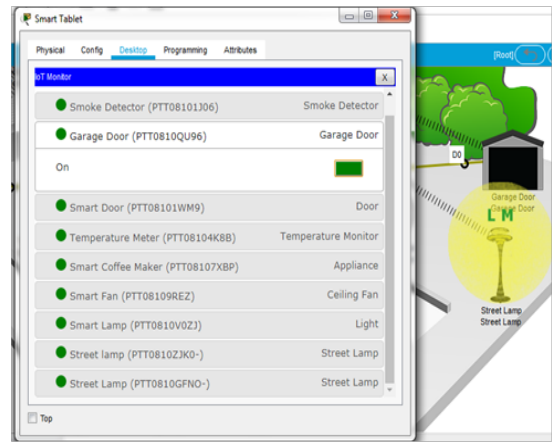 Smart Tablet
Physical Config Desktop Programming Attributes
IoT Monitor X
Smoke Detector (PTT08101J06) Smoke Detector
Garage Door (PTT0810QU96) Garage Door
On
Smart Door (PTT08101WM9) Door
Temperature Meter (PTT08104K8B) Temperature Monitor
Smart Coffee Maker (PTT08107XBP) Appliance
Smart Fan (PTT08109REZ) Ceiling Fan
Smart Lamp (PTT0810V0ZJ) Light
Street lamp (PTT0810ZJK0-) Street Lamp
Street Lamp (PTT0810GFNO-) Street Lamp
Top
[Root]
D0
Garage Door
Garage Door
L M
Street Lamp
Street Lamp